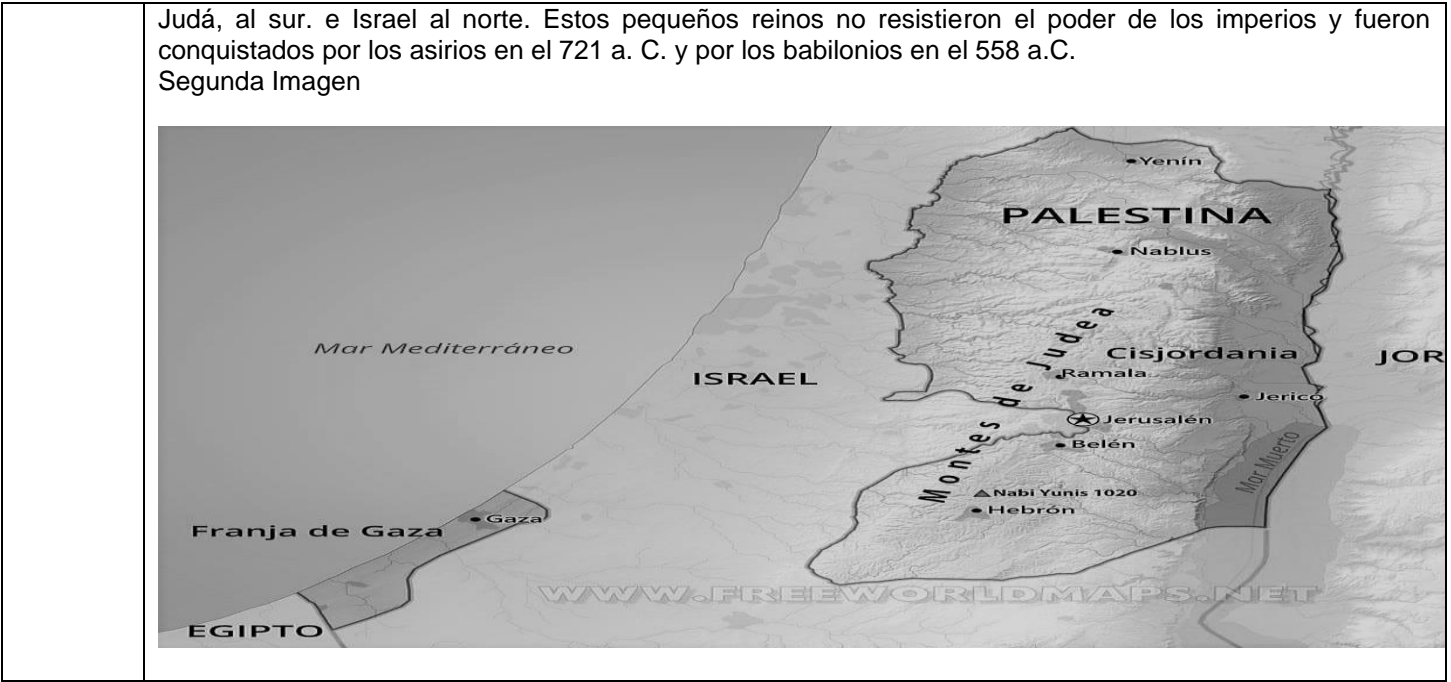 Judá, al sur. e Israel al norte. Estos pequeños reinos no resistieron el poder de los imperios y fueron
conquistados por los asirios en el 721 a. C. y por los babilonios en el 558 a.C.
Segunda Imagen
Yenín
PALESTINA
Nablus
Mar Mediterráneo
Montes de Judea
Cisjordania
JOR
ISRAEL
Ramala
Jericó
Jerusalén
Belén
Mar Muerto
Nabi Yunis 1020
Hebrón
Gaza
Franja de Gaza
WWW.FREEWORLDMAPS.NET
EGIPTO